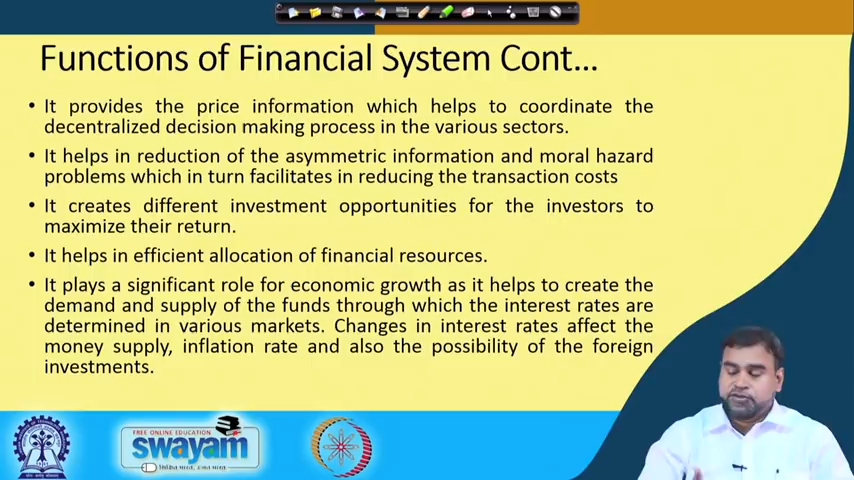 Functions of Financial System Cont...
• It provides the price information which helps to coordinate the
decentralized decision making process in the various sectors.
• It helps in reduction of the asymmetric information and moral hazard
problems which in turn facilitates in reducing the transaction costs
• It creates different investment opportunities for the investors to
maximize their return.
• It helps in efficient allocation of financial resources.
• It plays a significant role for economic growth as it helps to create the
demand and supply of the funds through which the interest rates are
determined in various markets. Changes in interest rates affect the
money supply, inflation rate and also the possibility of the foreign
investments.
FREE ONLINE EDUCATION
swayam